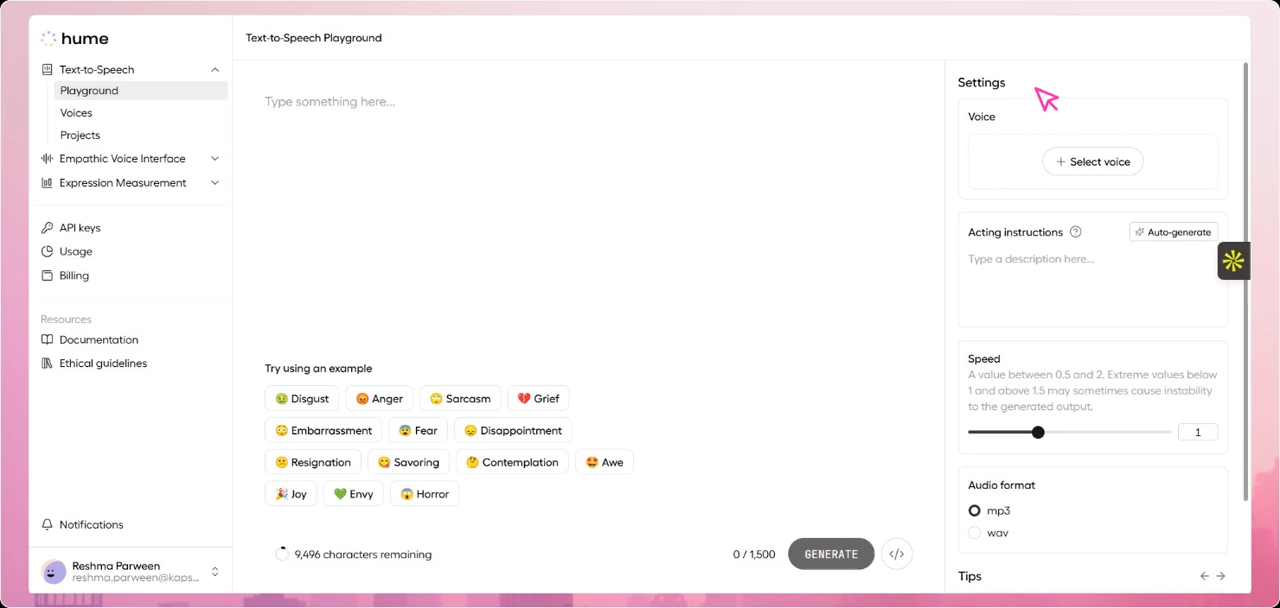 hume
Text-to-Speech
Playground
Voices
Projects
Empathic Voice Interface
Expression Measurement
API keys
Usage
Billing
Resources
Documentation
Ethical guidelines
Notifications
Reshma Parween
reshma.parween@kaps...
Text-to-Speech Playground
Type something here...
Try using an example
🤢 Disgust 😡 Anger 🙄 Sarcasm 💔 Grief
😳 Embarrassment 😨 Fear 😞 Disappointment
😕 Resignation 😋 Savoring 🤔 Contemplation 🤩 Awe
🎉 Joy 💚 Envy 😱 Horror
9,496 characters remaining
0 / 1,500 GENERATE </>
Settings
Voice
+ Select voice
Acting instructions ? Auto-generate
Type a description here...
Speed
A value between 0.5 and 2. Extreme values below
1 and above 1.5 may sometimes cause instability
to the generated output.
1
Audio format
mp3
wav
Tips ← →